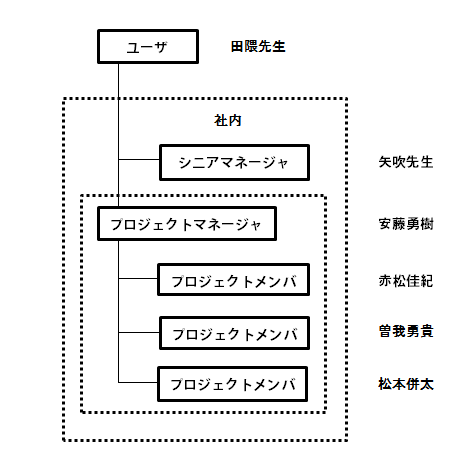 ユーザ 田隈先生
社内
シニアマネージャ 矢吹先生
プロジェクトマネージャ 安藤勇樹
プロジェクトメンバ 赤松佳紀
プロジェクトメンバ 曽我勇貴
プロジェクトメンバ 松本併太